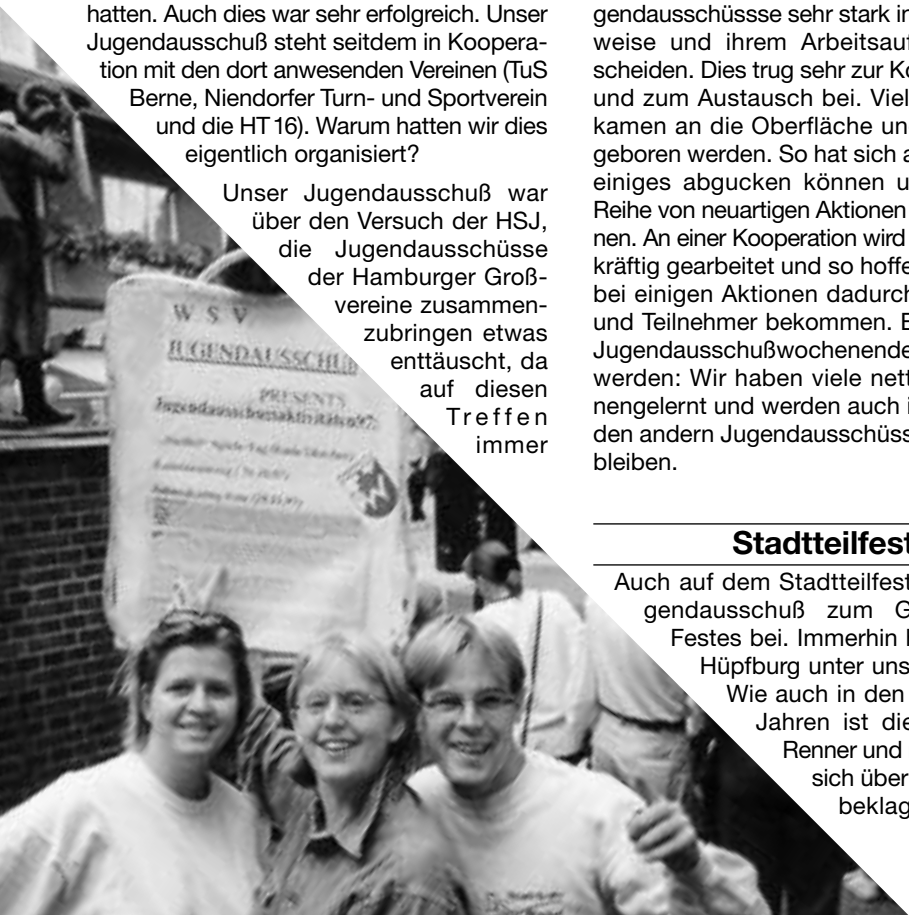 hatten. Auch dies war sehr erfolgreich. Unser
Jugendausschuß steht seitdem in Koopera-
tion mit den dort anwesenden Vereinen (TuS
Berne, Niendorfer Turn- und Sportverein
und die HT 16). Warum hatten wir dies
eigentlich organisiert?
Unser Jugendausschuß war
über den Versuch der HSJ,
die Jugendausschüsse
der Hamburger Groß-
vereine zusammen-
zubringen etwas
enttäuscht, da
auf diesen
Treffen
immer
W S V
JUGENDAUSSCHUß
PRESENTS
Jugendausschussaktivitäten 97:
gendausschüssse sehr stark in
weise und ihrem Arbeitsauf
scheiden. Dies trug sehr zur Ko
und zum Austausch bei. Viel
kamen an die Oberfläche un
geboren werden. So hat sich a
einiges abgucken können u
Reihe von neuartigen Aktionen
nen. An einer Kooperation wird
kräftig gearbeitet und so hoffe
bei einigen Aktionen dadurch
und Teilnehmer bekommen. E
Jugendausschußwochenende
werden: Wir haben viele nett
nengelernt und werden auch i
den andern Jugendausschüss
bleiben.
Stadtteilfest
Auch auf dem Stadtteilfest
gendausschuß zum G
Festes bei. Immerhin
Hüpfburg unter uns
Wie auch in den
Jahren ist die
Renner und
sich über
beklag